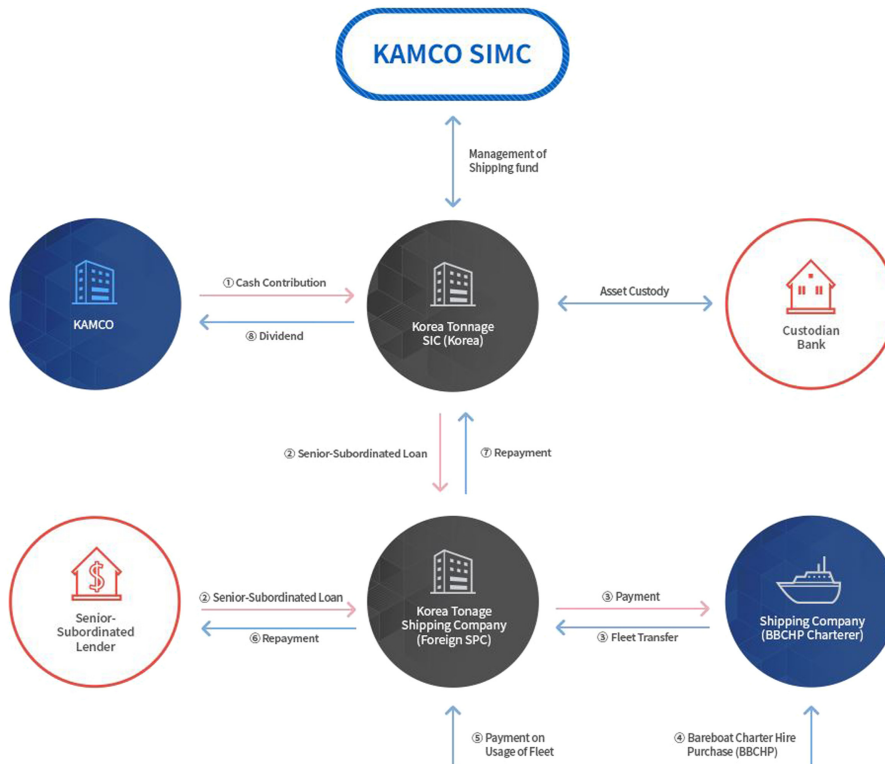 KAMCO SIMC
Management of
Shipping fund
① Cash Contribution
Asset Custody
KAMCO
⑧ Dividend
Korea Tonnage
SIC (Korea)
Custodian
Bank
② Senior-Subordinated Loan
⑦ Repayment
② Senior-Subordinated Loan
③ Payment
Senior-
Subordinated
Lender
⑥ Repayment
Korea Tonage
Shipping Company
(Foreign SPC)
③ Fleet Transfer
Shipping Company
(BBCHP Charterer)
⑤ Payment on
Usage of Fleet
④ Bareboat Charter Hire
Purchase (BBCHP)